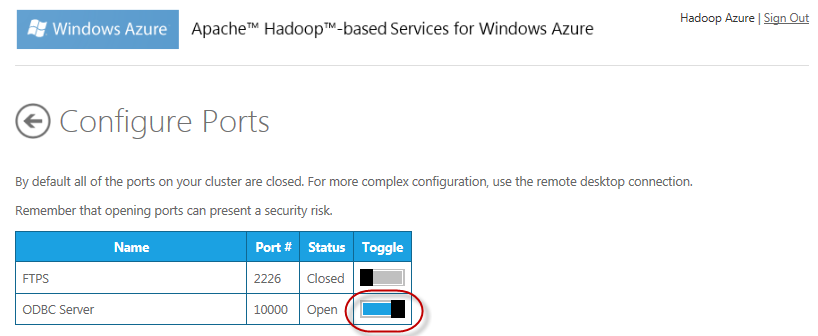 Windows Azure Apache™ Hadoop™-based Services for Windows Azure Hadoop Azure | Sign Out
Configure Ports
By default all of the ports on your cluster are closed. For more complex configuration, use the remote desktop connection.
Remember that opening ports can present a security risk.
Name Port # Status Toggle
FTPS 2226 Closed
ODBC Server 10000 Open